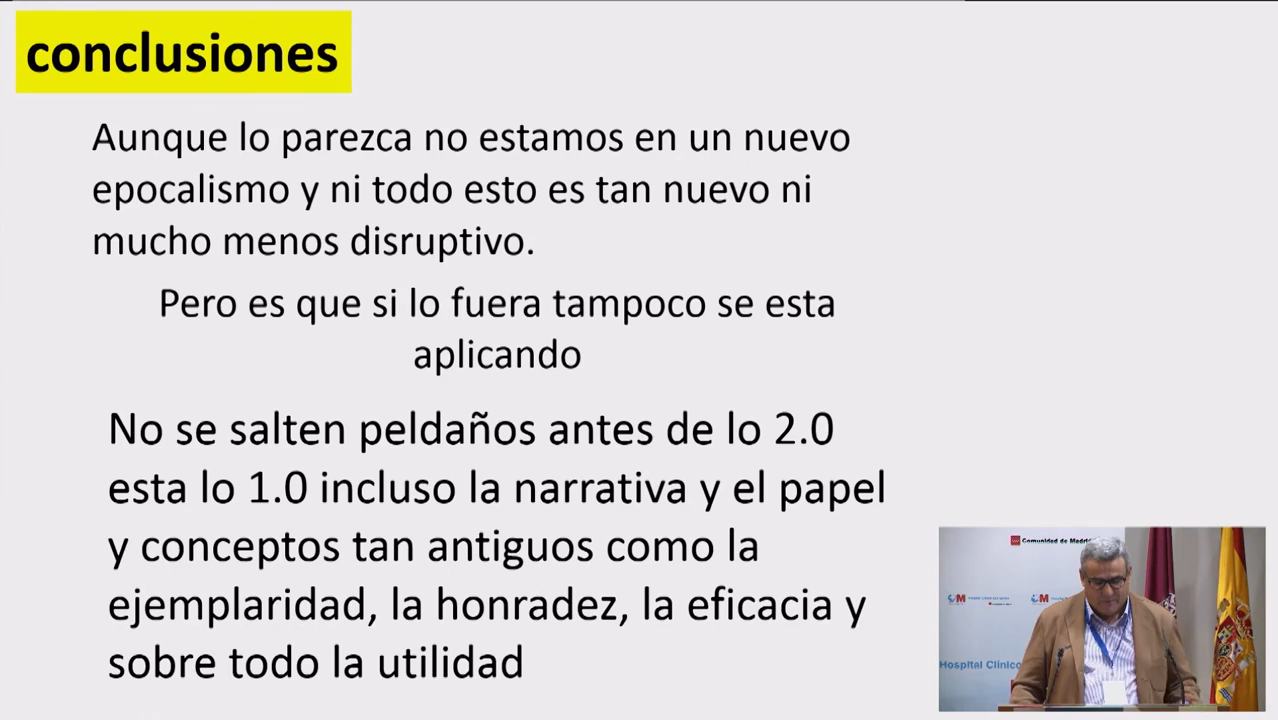 conclusiones
Aunque lo parezca no estamos en un nuevo
epocalismo y ni todo esto es tan nuevo ni
mucho menos disruptivo.
Pero es que si lo fuera tampoco se esta
aplicando
No se salten peldaños antes de lo 2.0
esta lo 1.0 incluso la narrativa y el papel
y conceptos tan antiguos como la
ejemplaridad, la honradez, la eficacia y
sobre todo la utilidad
Comunidad de Madri
M
M
Hospital Clínico